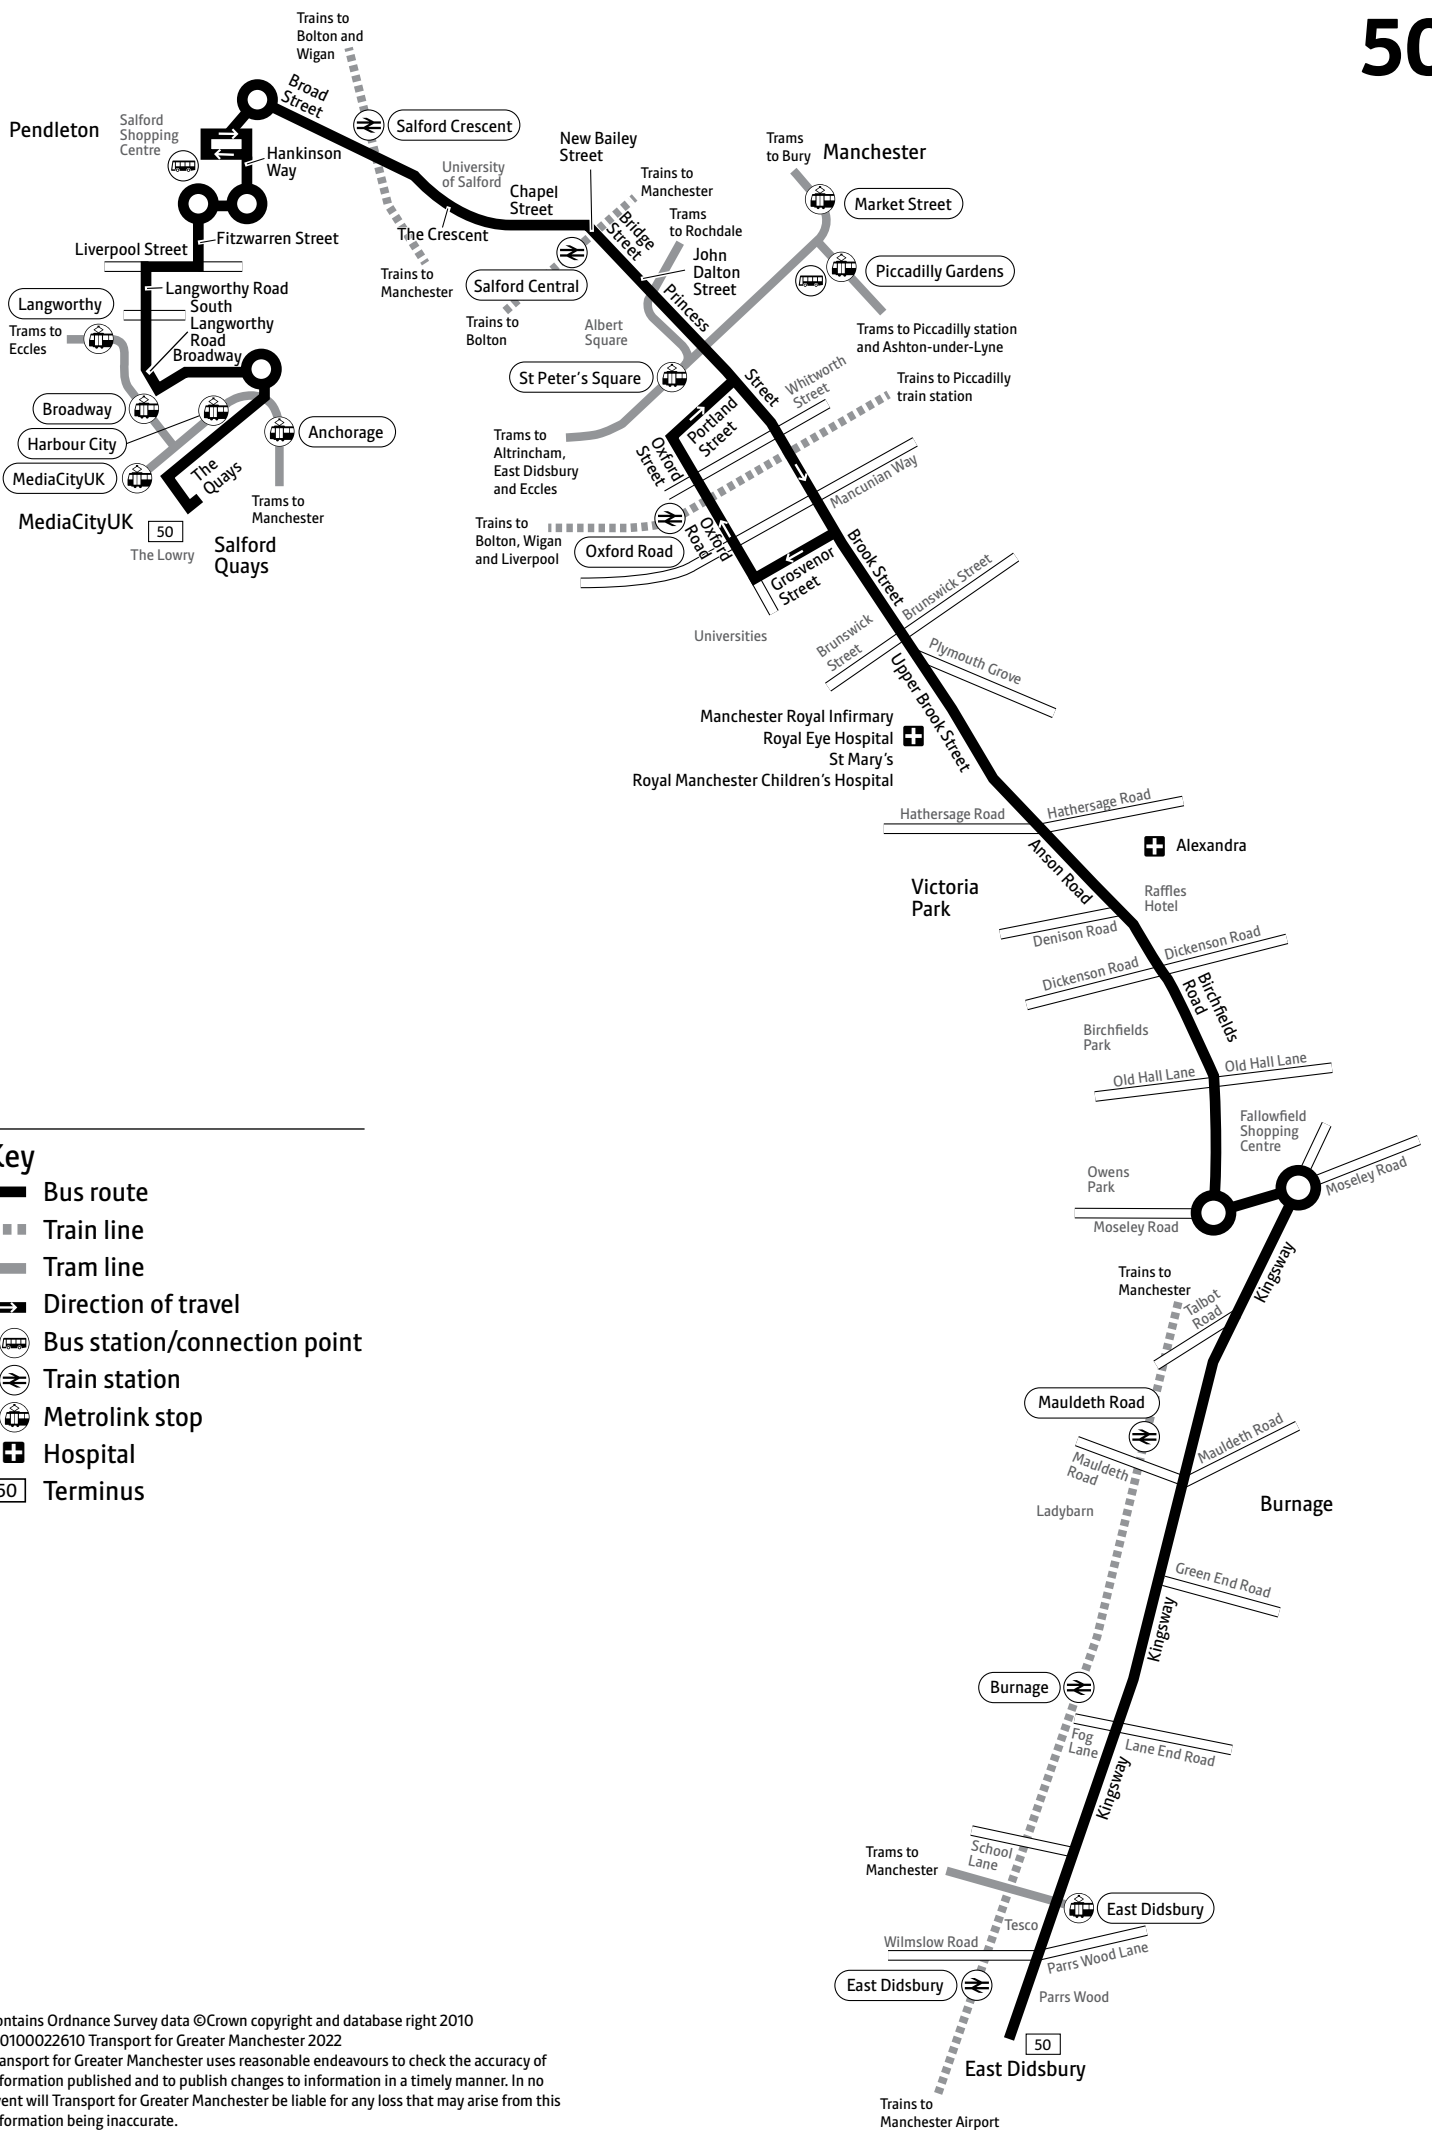 50
Trains to
Bolton and
Wigan
Broad
Street
Pendleton
Salford
Shopping
Centre
Salford Crescent
Hankinson
Way
University
of Salford
New Bailey
Street
Chapel
Street
The Crescent
Trains to
Manchester
Trams
to Bury
Manchester
Market Street
Trains to
Manchester
Trams
to Rochdale
Bridge
Street
John
Dalton
Street
Piccadilly Gardens
Fitzwarren Street
Liverpool Street
Langworthy Road
South
Langworthy
Road
Broadway
Langworthy
Trams to
Eccles
Salford Central
Trains to
Bolton
Albert
Square
Princess
Street
Trams to Piccadilly station
and Ashton-under-Lyne
St Peter's Square
Whitworth
Street
Trains to Piccadilly
train station
Broadway
Harbour City
Anchorage
MediaCityUK
The
Quays
Trams to
Manchester
MediaCityUK
50
The Lowry
Salford
Quays
Trams to
Altrincham,
East Didsbury
and Eccles
Portland
Street
Oxford
Street
Mancunian Way
Trains to
Bolton, Wigan
and Liverpool
Oxford Road
Oxford
Road
Grosvenor
Street
Brook Street
Universities
Brunswick
Street
Brunswick Street
Plymouth Grove
Upper Brook Street
Manchester Royal Infirmary
Royal Eye Hospital
St Mary's
Royal Manchester Children's Hospital
Hathersage Road
Hathersage Road
Anson Road
Alexandra
Victoria
Park
Raffles
Hotel
Denison Road
Dickenson Road
Dickenson Road
Birchfields
Road
Birchfields
Park
Old Hall Lane
Old Hall Lane
Fallowfield
Shopping
Centre
Owens
Park
Moseley Road
Moseley Road
Kingsway
Trains to
Manchester
Talbot
Road
Mauldeth Road
Mauldeth
Road
Mauldeth Road
Ladybarn
Burnage
Green End Road
Kingsway
Burnage
Fog
Lane
Lane End Road
Kingsway
School
Lane
Trams to
Manchester
East Didsbury
Tesco
Wilmslow Road
Parrs Wood Lane
East Didsbury
Parrs Wood
50
East Didsbury
Trains to
Manchester Airport
Key
Bus route
Train line
Tram line
Direction of travel
Bus station/connection point
Train station
Metrolink stop
Hospital
50 Terminus
ontains Ordnance Survey data ©Crown copyright and database right 2010
0100022610 Transport for Greater Manchester 2022
ansport for Greater Manchester uses reasonable endeavours to check the accuracy of
formation published and to publish changes to information in a timely manner. In no
vent will Transport for Greater Manchester be liable for any loss that may arise from this
formation being inaccurate.